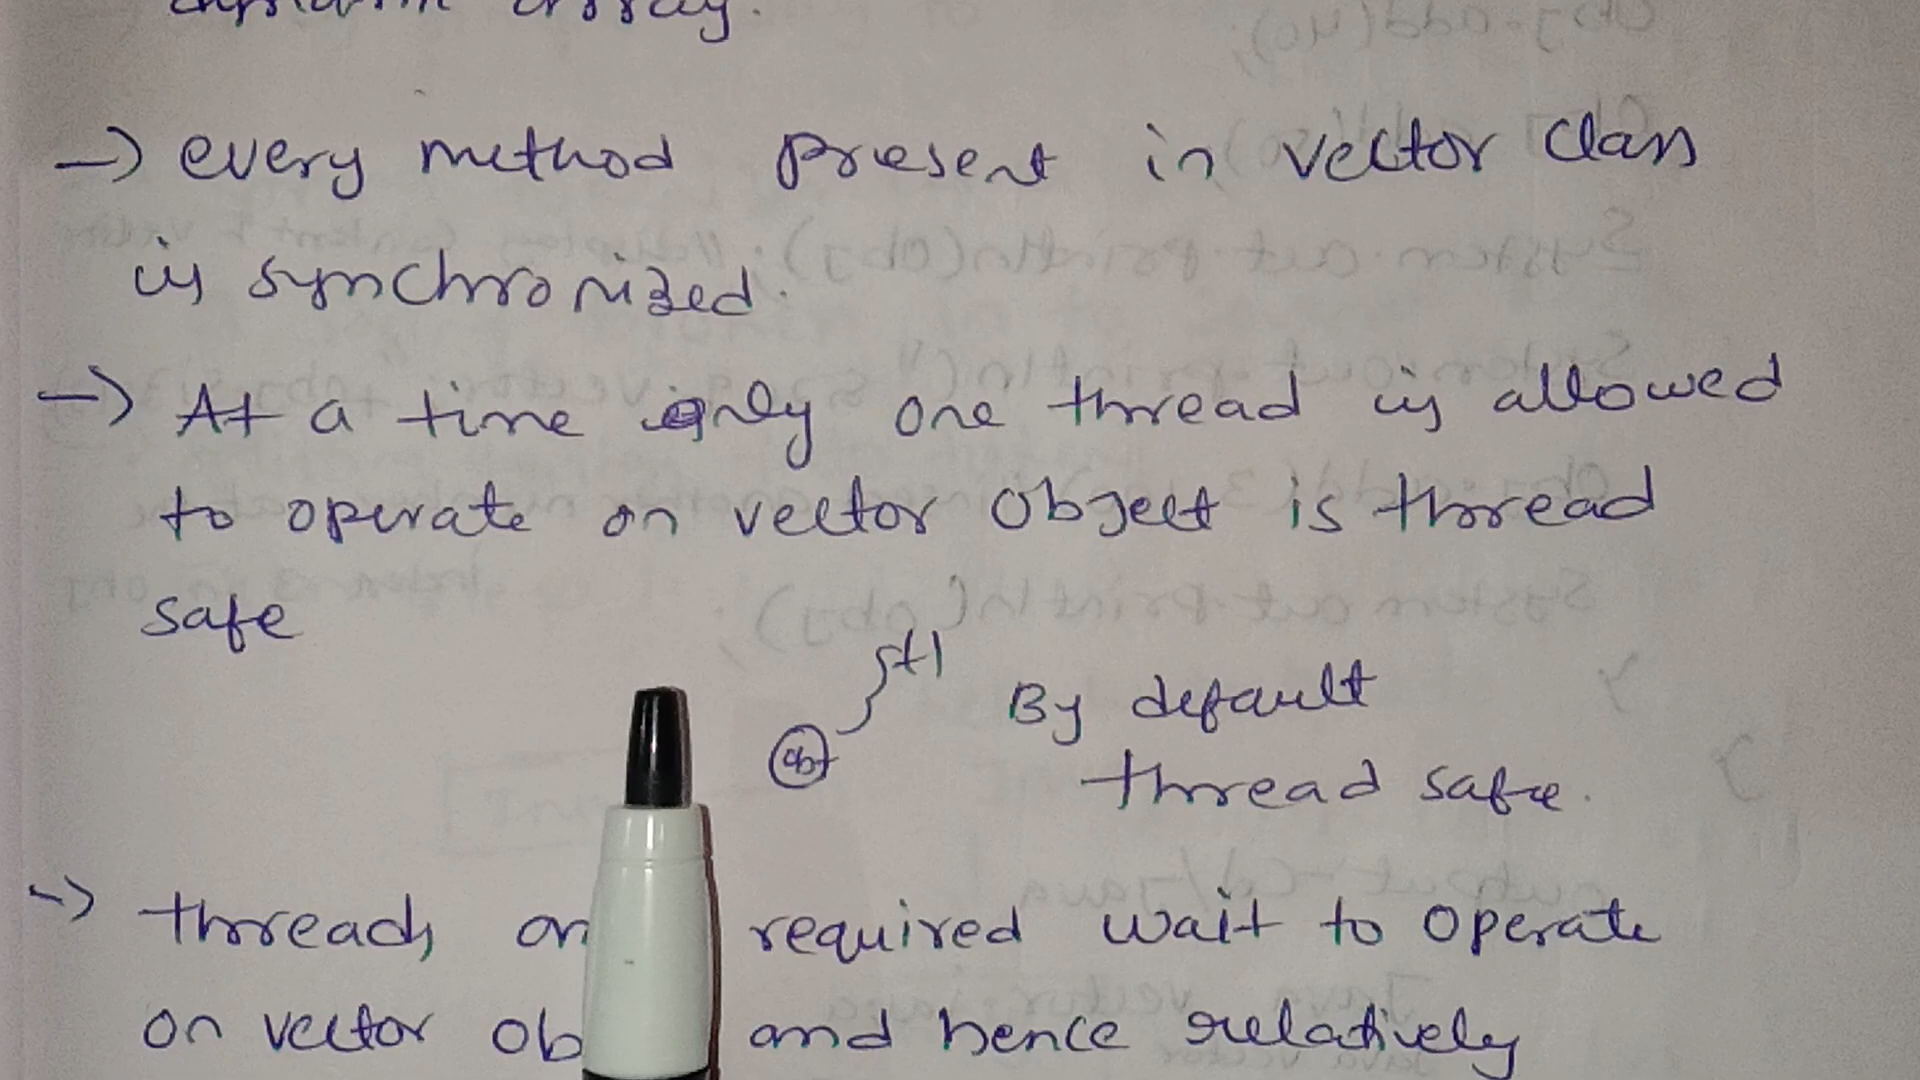 array.
→ every method present in vector class
is synchronized.
→ At a time only one thread is allowed
to operate on vector object is thread
safe
t1
By default
thread safe.
→ threads required wait to operate
on vector ob and hence relatively